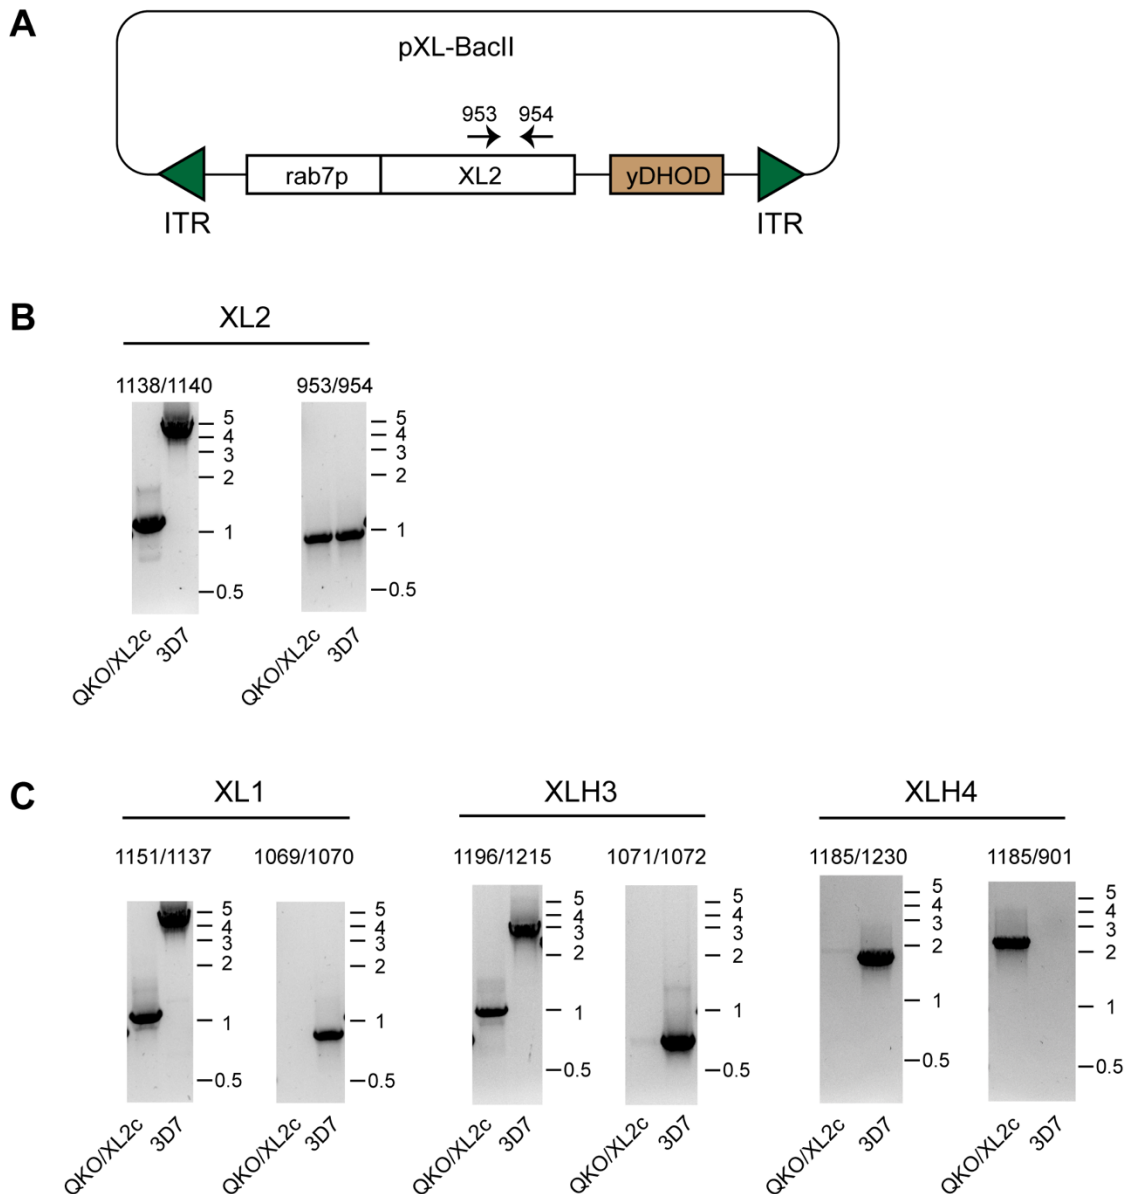 A
pXL-BacII
953 954
rab7p XL2 yDHOD
ITR ITR
B
XL2
1138/1140 953/954
5 5
4 4
3 3
2 2
1 1
0.5 0.5
QKO/XL2c 3D7 QKO/XL2c 3D7
C
XL1 XLH3 XLH4
1151/1137 1069/1070 1196/1215 1071/1072 1185/1230 1185/901
5 5 5 5 5 5
4 4 4 4 4 4
3 3 3 3 3 3
2 2 2 2 2 2
1 1 1 1 1 1
0.5 0.5 0.5 0.5 0.5 0.5
QKO/XL2c 3D7 QKO/XL2c 3D7 QKO/XL2c 3D7 QKO/XL2c 3D7 QKO/XL2c 3D7 QKO/XL2c 3D7